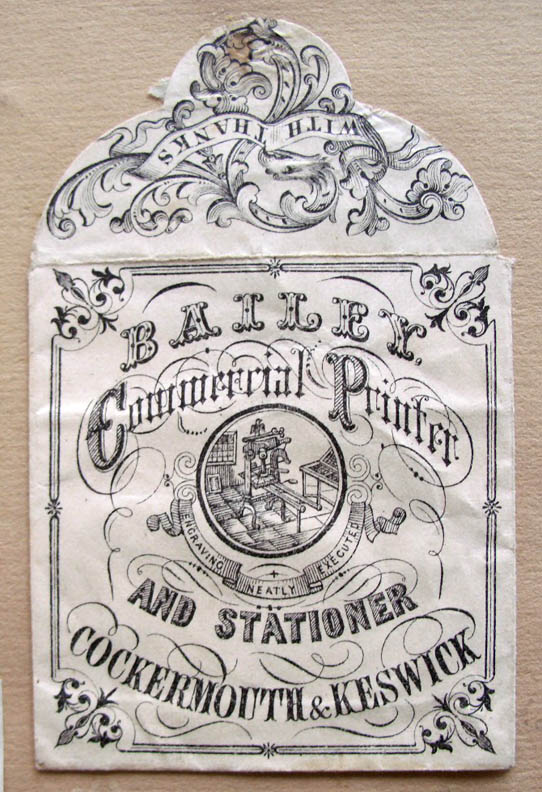 WITH THANKS
BAILEY.
Commercial Printer
ENGRAVING NEATLY EXECUTED
AND STATIONER
COCKERMOUTH & KESWICK